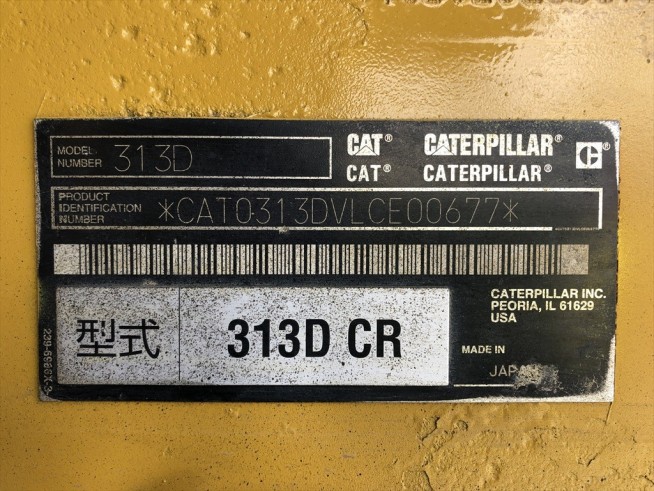 MODEL NUMBER 313D
CAT® CATERPILLAR®
CAT® CATERPILLAR®
PRODUCT IDENTIFICATION NUMBER *CAT0313DVLCE00677*
CATERPILLAR INC.
PEORIA, IL 61629
USA
型式 313D CR
MADE IN
JAPAN